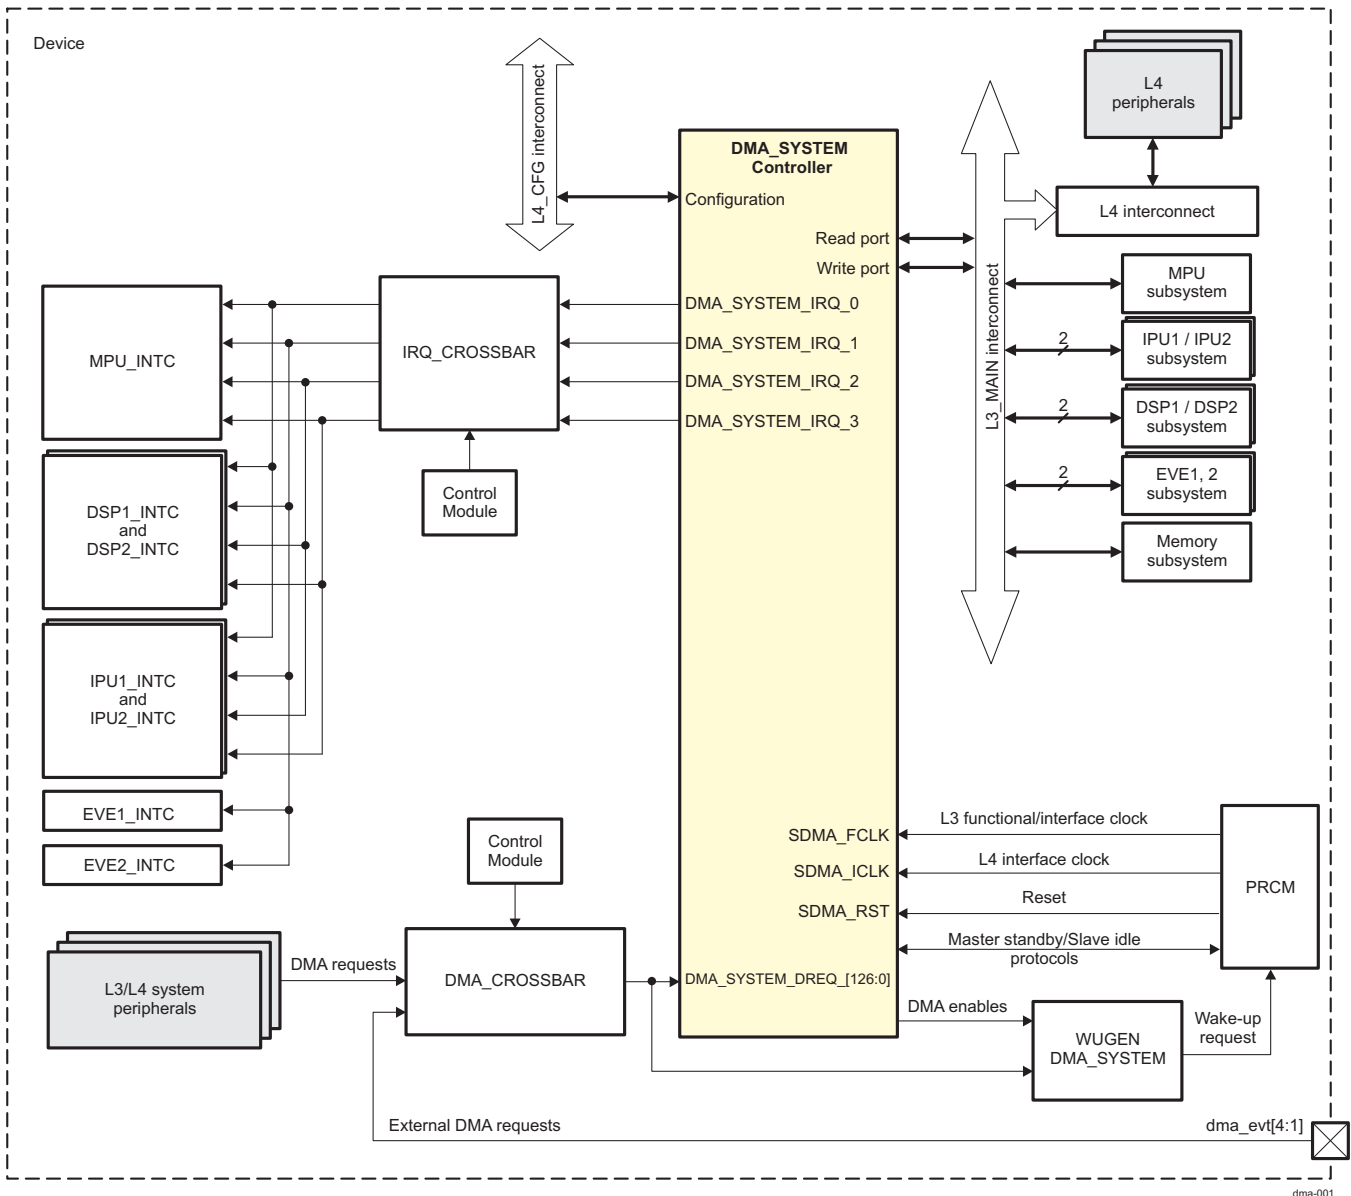 Device
L4_CFG interconnect
DMA_SYSTEM
Controller
Configuration
Read port
Write port
DMA_SYSTEM_IRQ_0
DMA_SYSTEM_IRQ_1
DMA_SYSTEM_IRQ_2
DMA_SYSTEM_IRQ_3
L3_MAIN interconnect
L4
peripherals
L4 interconnect
MPU
subsystem
2
IPU1 / IPU2
subsystem
2
DSP1 / DSP2
subsystem
2
EVE1, 2
subsystem
Memory
subsystem
MPU_INTC
IRQ_CROSSBAR
Control
Module
DSP1_INTC
and
DSP2_INTC
IPU1_INTC
and
IPU2_INTC
EVE1_INTC
EVE2_INTC
Control
Module
L3/L4 system
peripherals
DMA requests
DMA_CROSSBAR
SDMA_FCLK
SDMA_ICLK
SDMA_RST
DMA_SYSTEM_DREQ_[126:0]
L3 functional/interface clock
L4 interface clock
Reset
Master standby/Slave idle
protocols
PRCM
DMA enables
WUGEN
DMA_SYSTEM
Wake-up
request
External DMA requests
dma_evt[4:1]
dma-001